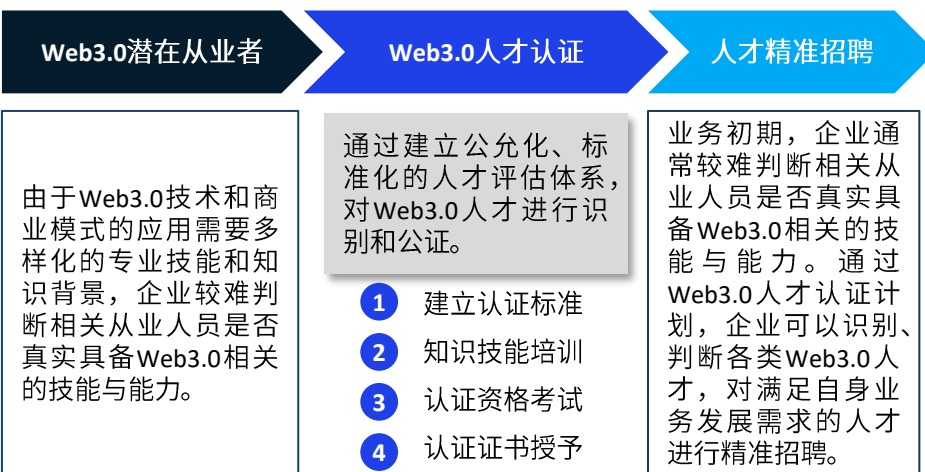 Web3.0潜在从业者
Web3.0人才认证
人才精准招聘
由于Web3.0技术和商
业模式的应用需要多
样化的专业技能和知
识背景，企业较难判
断相关从业人员是否
真实具备Web3.0相关
的技能与能力。
通过建立公允化、标
准化的人才评估体系，
对Web3.0人才进行识
别和公证。
1 建立认证标准
2 知识技能培训
3 认证资格考试
4 认证证书授予
业务初期，企业通
常较难判断相关从
业人员是否真实具
备Web3.0相关的技
能与能力。通过
Web3.0人才认证计
划，企业可以识别、
判断各类Web3.0人
才，对满足自身业
务发展需求的人才
进行精准招聘。